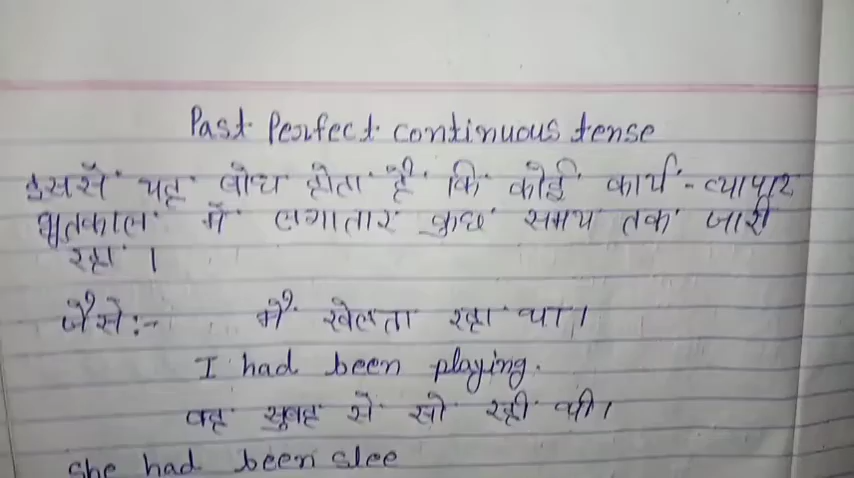 Past Perfect continuous tense
इससे यह बोध होता है कि कोई कार्य - व्यापार
भूतकाल में लगातार कुछ समय तक जारी
रहा ।
जैसे :- मैं खेलता रहा था ।
I had been playing.
वह सुबह से सो रही थी ।
she had been slee